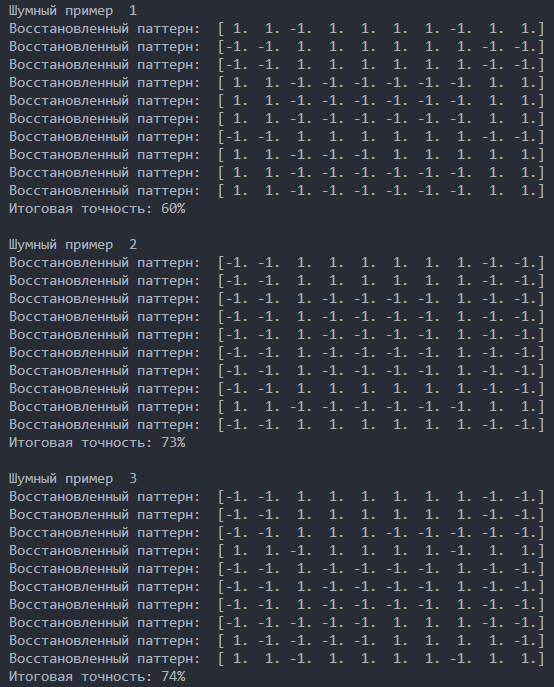 Шумный пример  1
Восстановленный паттерн:  [ 1.  1. -1.  1.  1.  1.  1. -1.  1.  1.]
Восстановленный паттерн:  [-1. -1.  1.  1.  1.  1.  1.  1. -1. -1.]
Восстановленный паттерн:  [-1. -1.  1.  1.  1.  1.  1.  1. -1. -1.]
Восстановленный паттерн:  [ 1.  1. -1. -1. -1. -1. -1. -1.  1.  1.]
Восстановленный паттерн:  [ 1.  1. -1. -1. -1. -1. -1. -1.  1.  1.]
Восстановленный паттерн:  [ 1.  1. -1. -1. -1. -1. -1. -1.  1.  1.]
Восстановленный паттерн:  [-1. -1.  1.  1.  1.  1.  1.  1. -1. -1.]
Восстановленный паттерн:  [ 1.  1. -1. -1. -1.  1.  1.  1.  1.  1.]
Восстановленный паттерн:  [ 1.  1. -1. -1. -1. -1. -1. -1.  1.  1.]
Восстановленный паттерн:  [ 1.  1. -1. -1. -1. -1. -1. -1.  1.  1.]
Итоговая точность: 60%
Шумный пример  2
Восстановленный паттерн:  [-1. -1.  1.  1.  1.  1.  1.  1. -1. -1.]
Восстановленный паттерн:  [-1. -1.  1.  1.  1.  1.  1.  1. -1. -1.]
Восстановленный паттерн:  [-1. -1.  1. -1. -1. -1. -1.  1. -1. -1.]
Восстановленный паттерн:  [-1. -1.  1. -1. -1. -1. -1.  1. -1. -1.]
Восстановленный паттерн:  [-1. -1.  1. -1. -1. -1. -1.  1. -1. -1.]
Восстановленный паттерн:  [-1. -1.  1. -1. -1. -1. -1.  1. -1. -1.]
Восстановленный паттерн:  [-1. -1.  1. -1. -1. -1. -1.  1. -1. -1.]
Восстановленный паттерн:  [-1. -1.  1.  1.  1.  1.  1.  1. -1. -1.]
Восстановленный паттерн:  [ 1.  1. -1. -1. -1. -1. -1. -1.  1.  1.]
Восстановленный паттерн:  [-1. -1.  1.  1.  1.  1.  1.  1. -1. -1.]
Итоговая точность: 73%
Шумный пример  3
Восстановленный паттерн:  [-1. -1.  1.  1.  1.  1.  1.  1. -1. -1.]
Восстановленный паттерн:  [-1. -1.  1.  1.  1.  1.  1.  1. -1. -1.]
Восстановленный паттерн:  [-1. -1.  1.  1.  1. -1. -1.  1. -1. -1.]
Восстановленный паттерн:  [ 1.  1. -1.  1.  1.  1.  1. -1.  1.  1.]
Восстановленный паттерн:  [-1. -1.  1. -1. -1. -1. -1.  1. -1. -1.]
Восстановленный паттерн:  [-1. -1.  1. -1. -1. -1. -1.  1. -1. -1.]
Восстановленный паттерн:  [-1. -1.  1. -1. -1. -1. -1.  1. -1. -1.]
Восстановленный паттерн:  [-1. -1.  1. -1. -1. -1. -1.  1. -1. -1.]
Восстановленный паттерн:  [ 1. -1. -1. -1. -1.  1.  1.  1.  1. -1.]
Восстановленный паттерн:  [ 1.  1. -1.  1.  1.  1.  1. -1.  1.  1.]
Итоговая точность: 74%